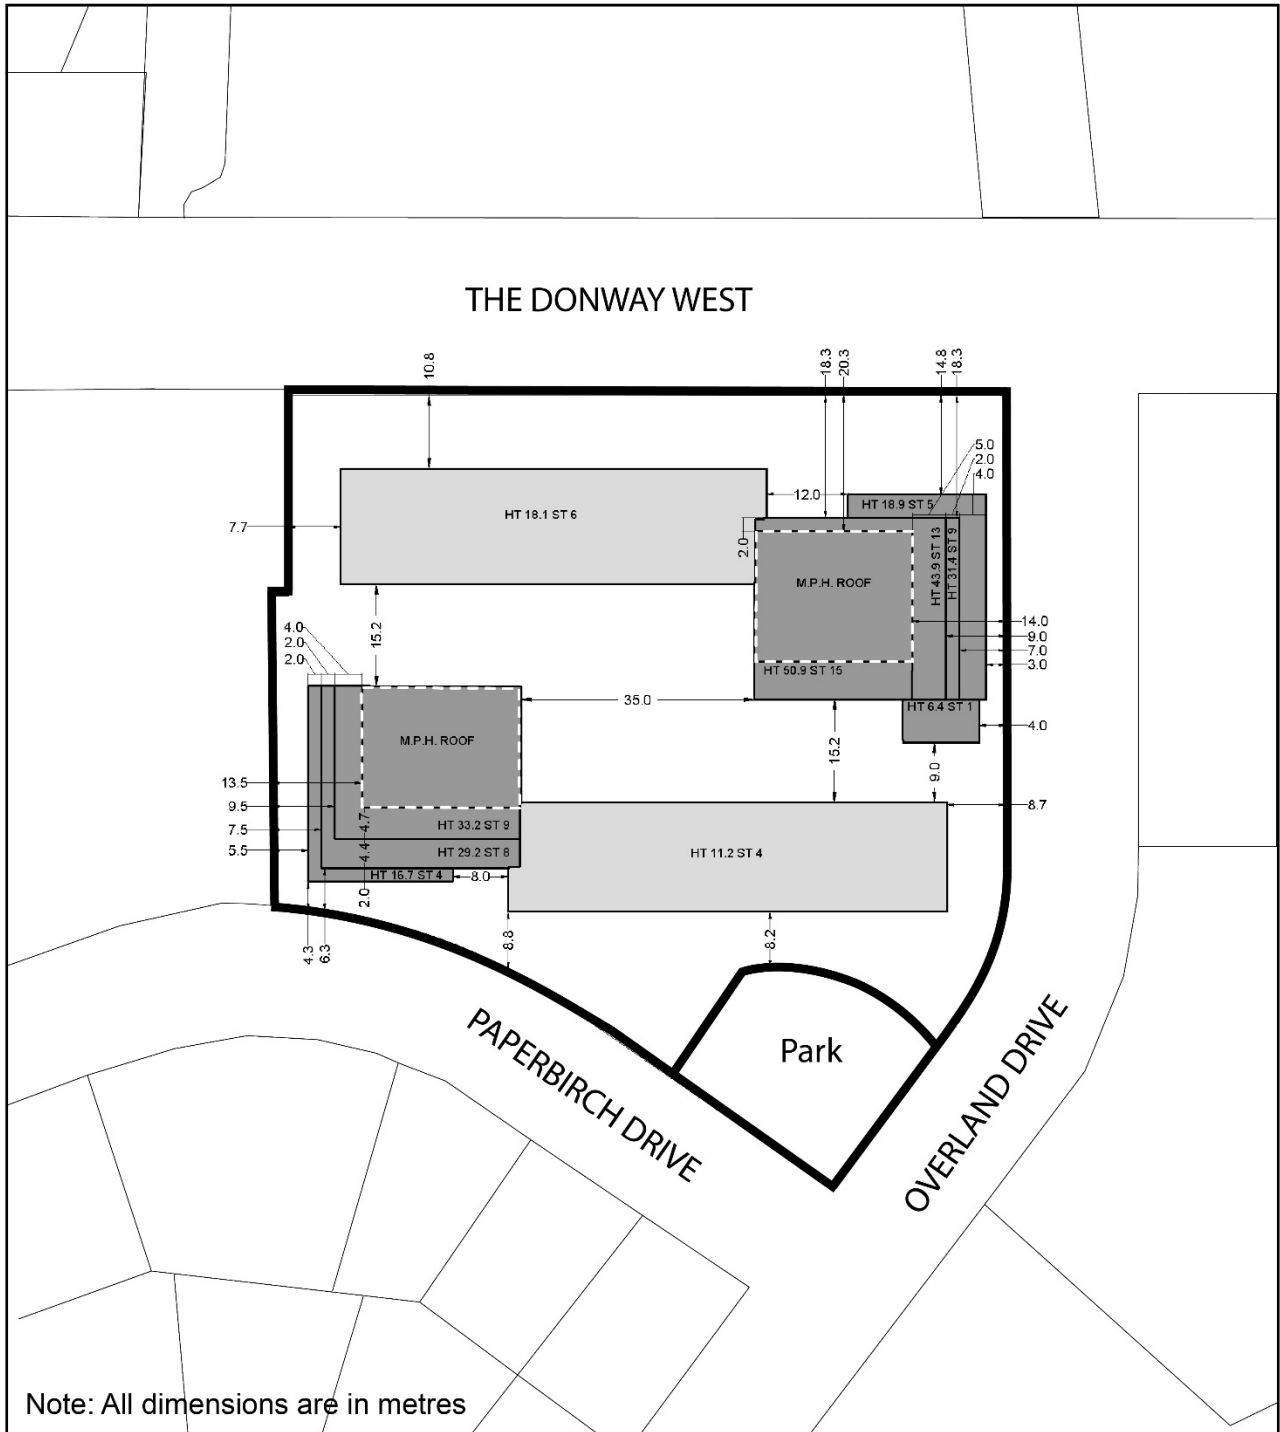 THE DONWAY WEST
10.8
18.3
20.3
14.8
18.3
5.0
2.0
4.0
12.0
HT 18.9 ST 5
HT 18.1 ST 6
7.7
2.0
HT 43.9 ST 13
HT 31.4 ST 9
M.P.H. ROOF
15.2
14.0
9.0
7.0
3.0
4.0
2.0
2.0
HT 50.9 ST 15
35.0
HT 6.4 ST 1
4.0
M.P.H. ROOF
15.2
9.0
13.5
9.5
7.5
5.5
4.7
4.4
2.0
HT 33.2 ST 9
HT 29.2 ST 8
HT 16.7 ST 4
8.0
HT 11.2 ST 4
8.7
4.3
6.3
8.8
8.2
Park
PAPERBIRCH DRIVE
OVERLAND DRIVE
Note: All dimensions are in metres